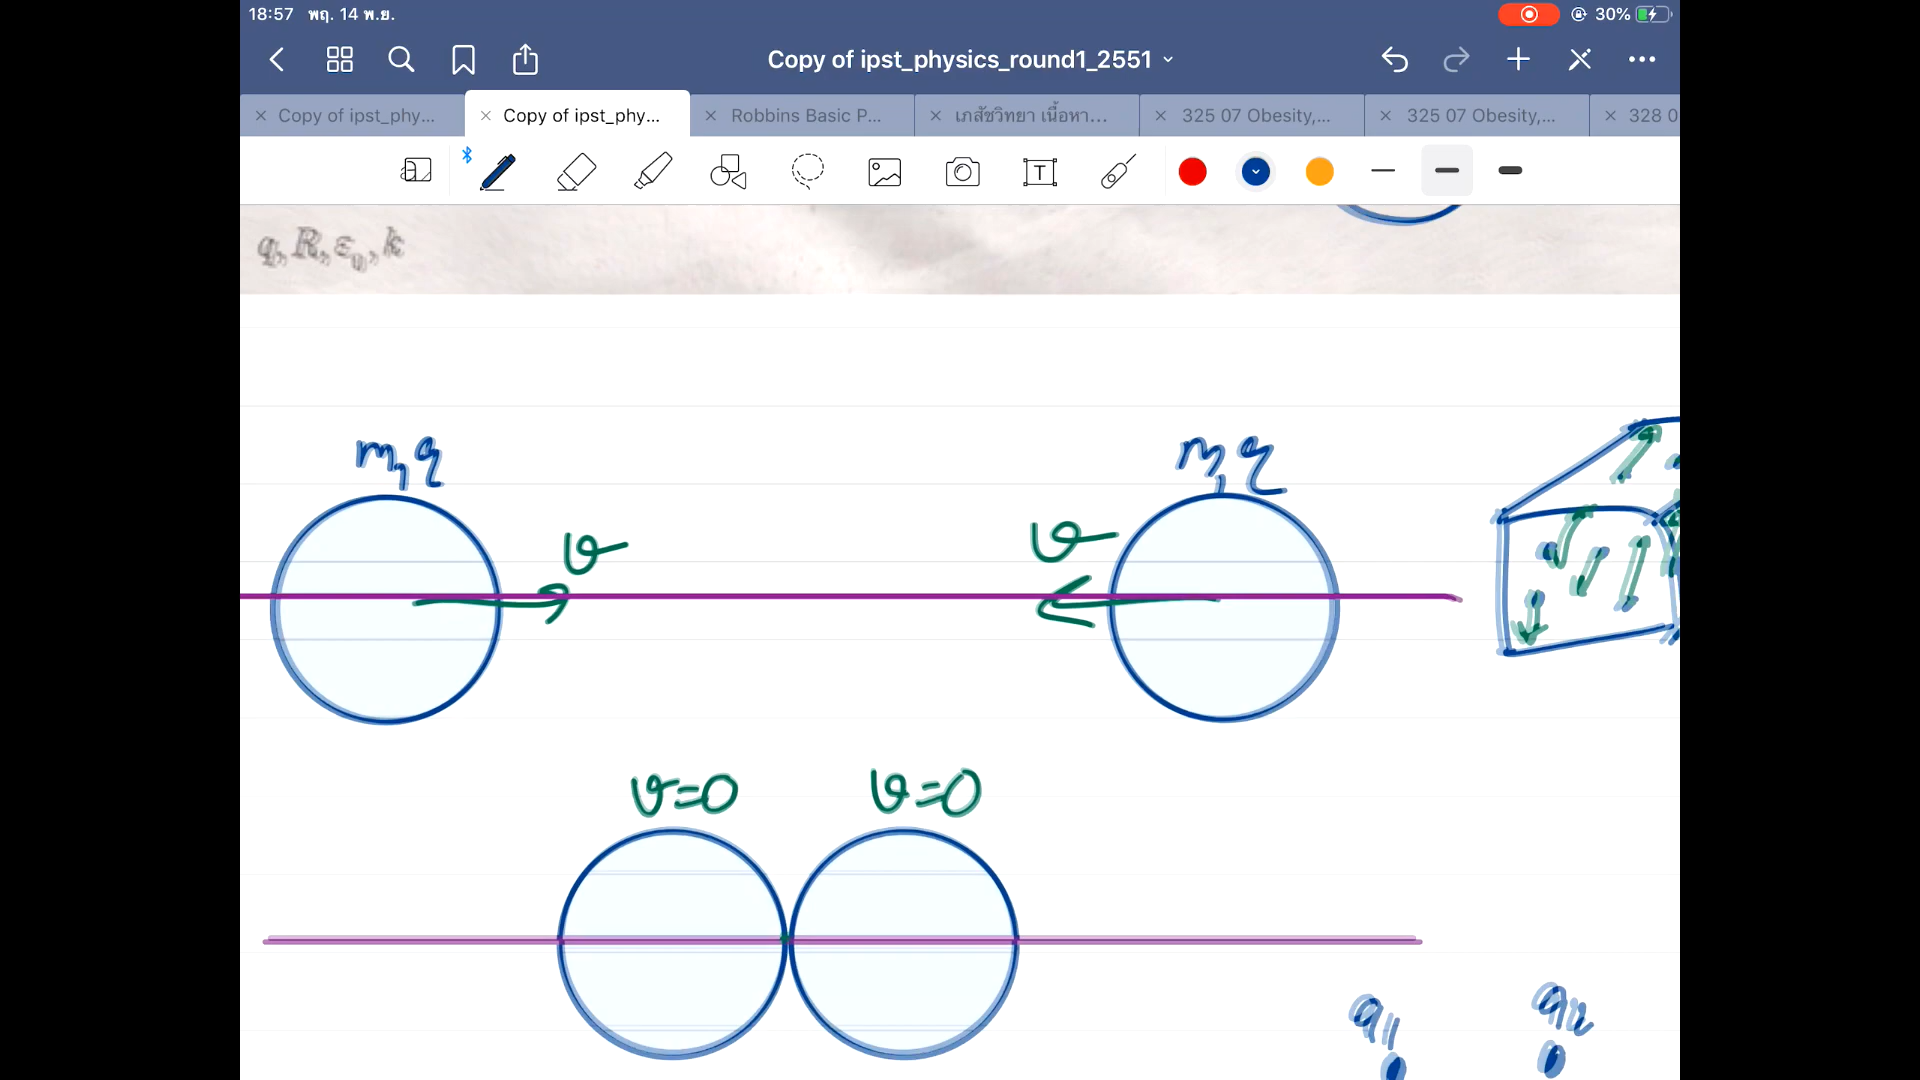 18:57 พฤ. 14 พ.ย. 30%
Copy of ipst_physics_round1_2551
Copy of ipst_phy... Copy of ipst_phy... Robbins Basic P... เภสัชวิทยา เนื้อหา... 325 07 Obesity,... 325 07 Obesity,... 328 0
T
q, R, ε₀, k
m, q m, q
v v
v=0 v=0
q₁ q₂